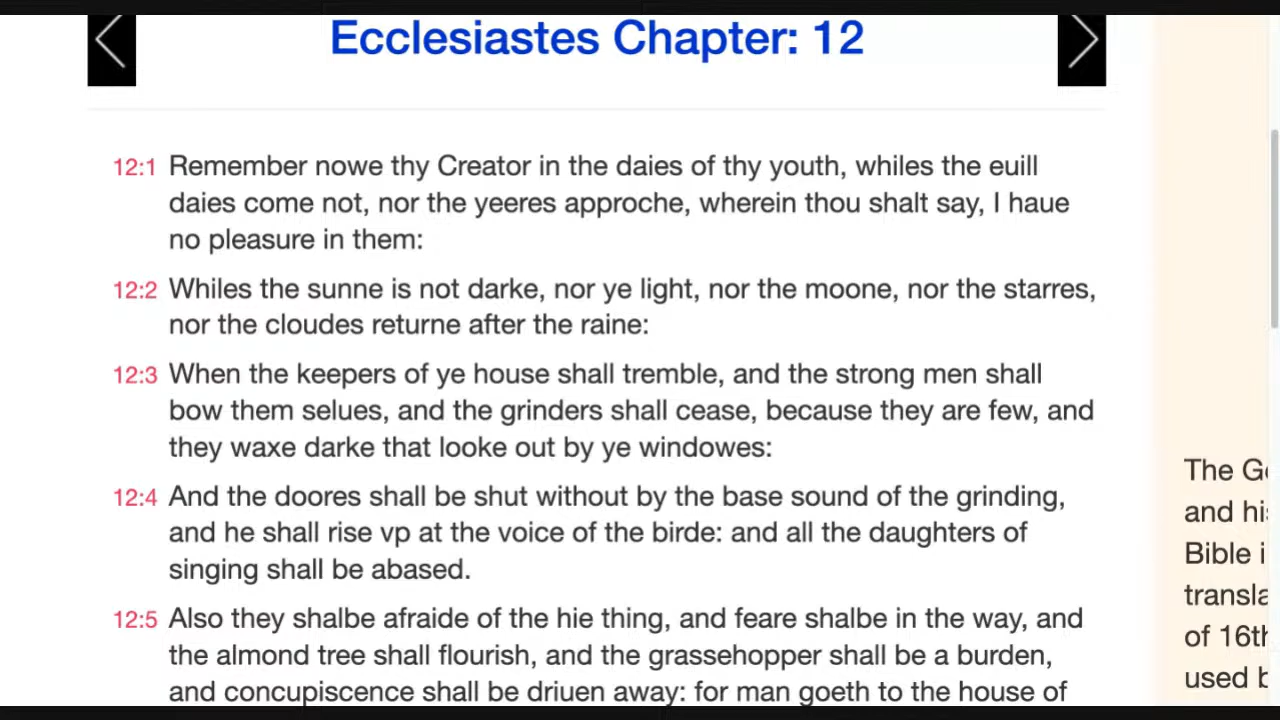 Ecclesiastes Chapter: 12
12:1 Remember nowe thy Creator in the daies of thy youth, whiles the euill
daies come not, nor the yeeres approche, wherein thou shalt say, I haue
no pleasure in them:
12:2 Whiles the sunne is not darke, nor ye light, nor the moone, nor the starres,
nor the cloudes returne after the raine:
12:3 When the keepers of ye house shall tremble, and the strong men shall
bow them selues, and the grinders shall cease, because they are few, and
they waxe darke that looke out by ye windowes:
12:4 And the doores shall be shut without by the base sound of the grinding,
and he shall rise vp at the voice of the birde: and all the daughters of
singing shall be abased.
12:5 Also they shalbe afraide of the hie thing, and feare shalbe in the way, and
the almond tree shall flourish, and the grassehopper shall be a burden,
and concupiscence shall be driuen away: for man goeth to the house of
The
and
Bible
of
used